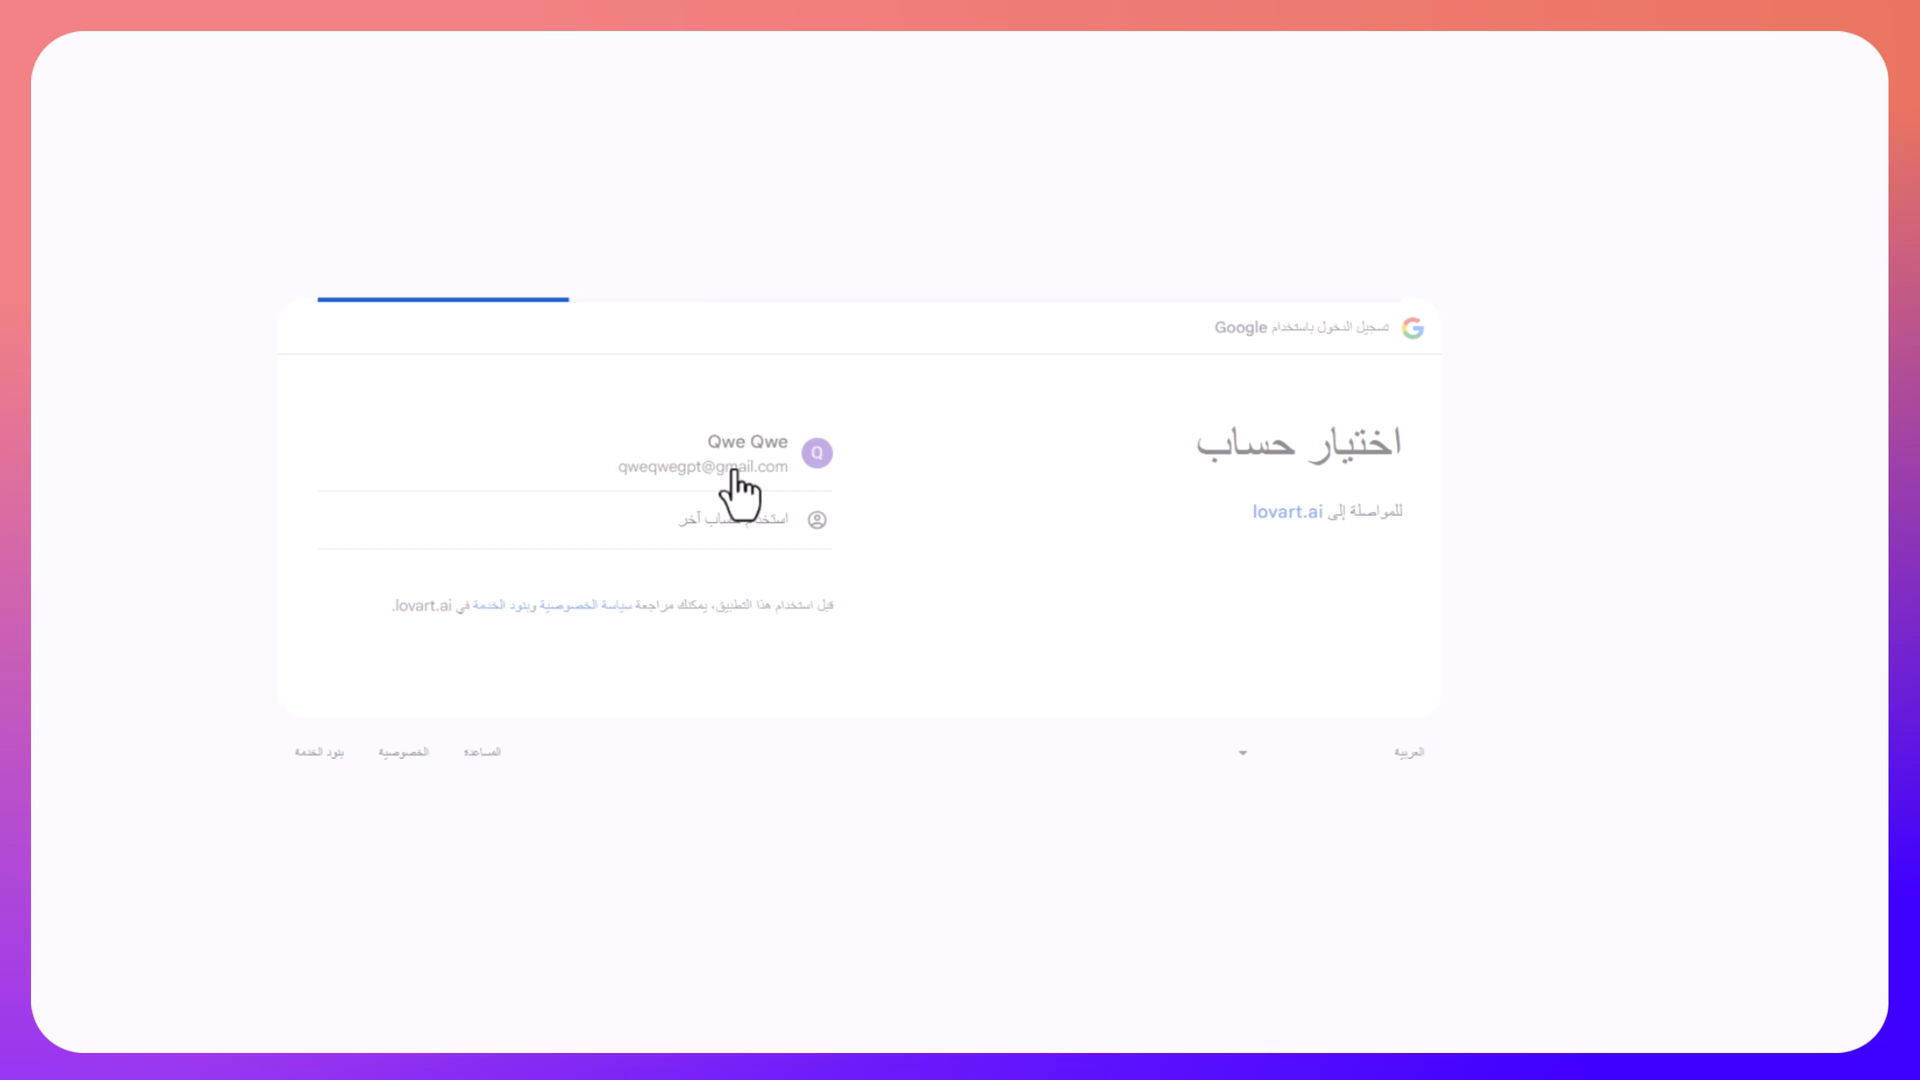 تسجيل الدخول باستخدام Google
اختيار حساب
للمواصلة إلى lovart.ai
Q
Qwe Qwe
qweqwegpt@gmail.com
استخدام حساب آخر
قبل استخدام هذا التطبيق، يمكنك مراجعة سياسة الخصوصية وبنود الخدمة في lovart.ai.
العربية
المساعدة
الخصوصية
بنود الخدمة